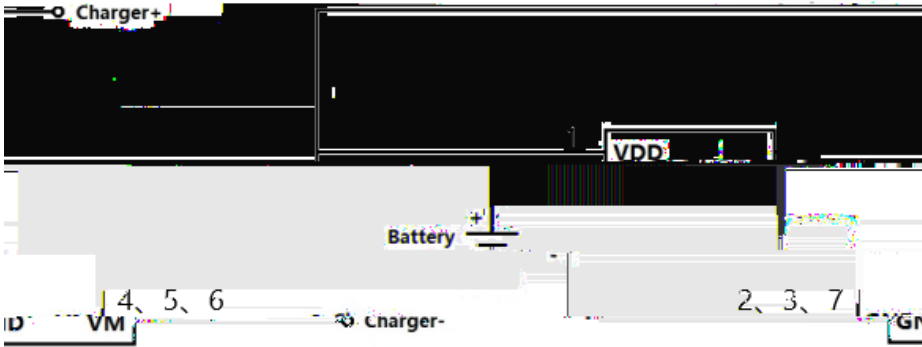 Charger+
1
VDD
+
Battery
-
4、5、6 2、3、7
VM Charger-